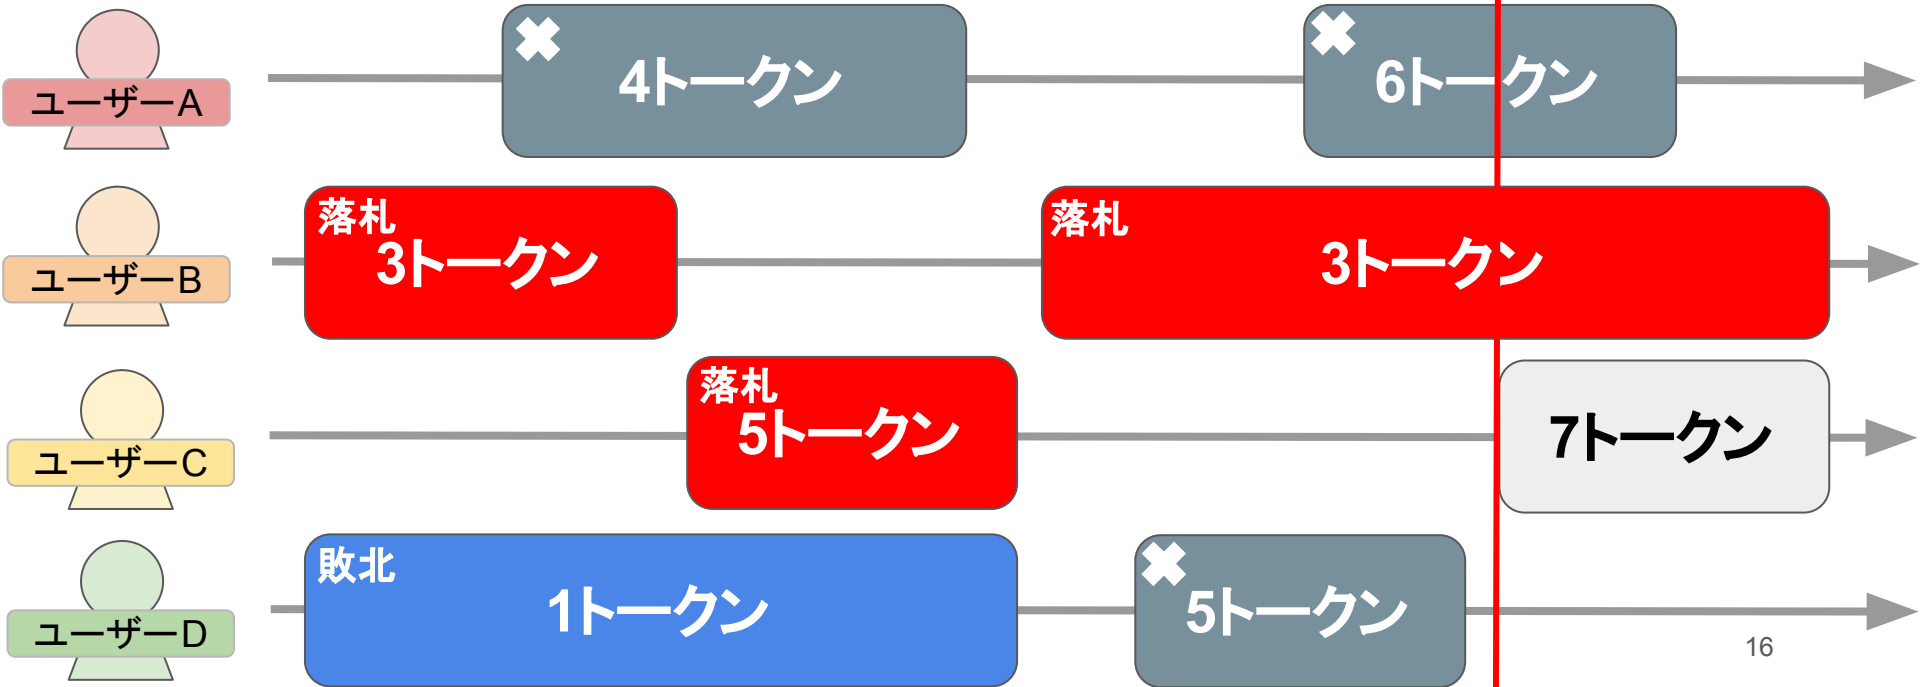 ユーザーA
4トークン
6トークン
ユーザーB
落札
3トークン
落札
3トークン
ユーザーC
落札
5トークン
7トークン
ユーザーD
敗北
1トークン
5トークン
16